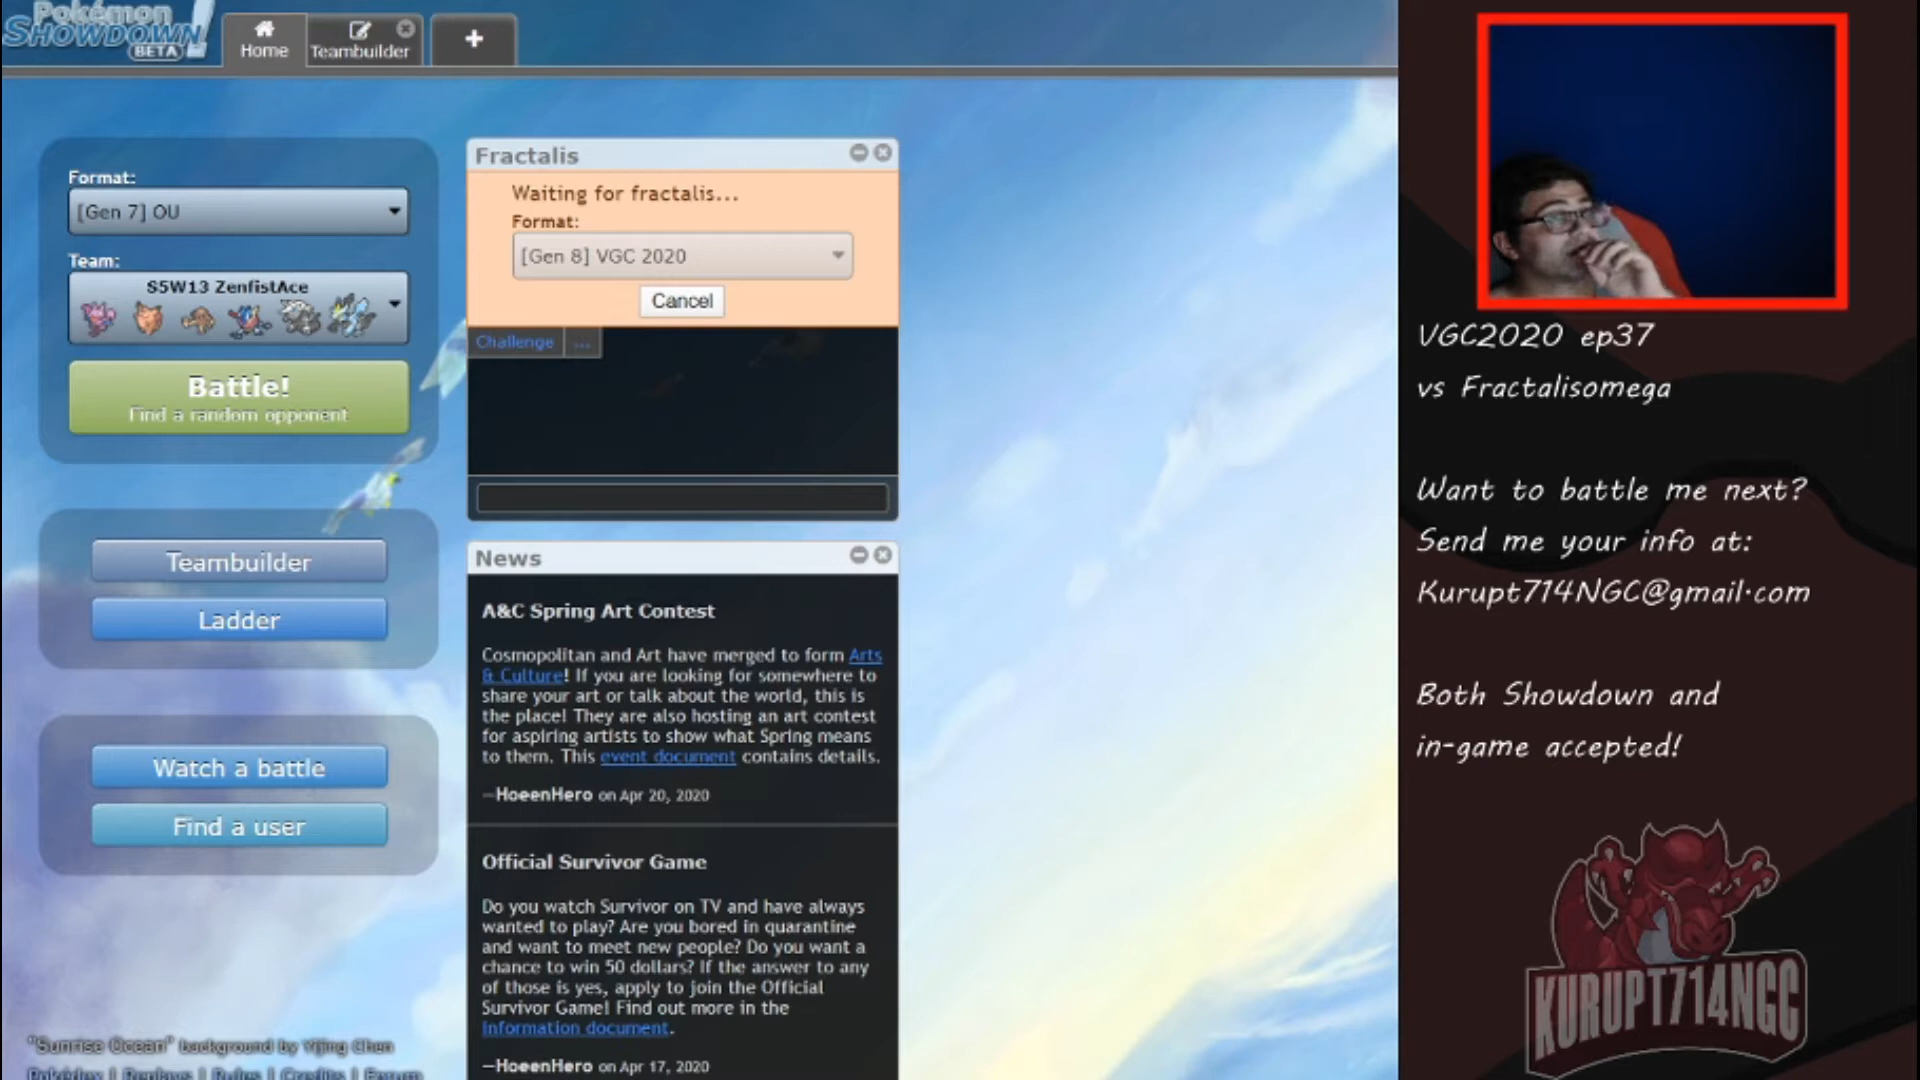 Pokémon
SHOWDOWN!
BETA
Home
Teambuilder
+
Format:
[Gen 7] OU
Team:
S5W13 ZenfistAce
Battle!
Find a random opponent
Teambuilder
Ladder
Watch a battle
Find a user
"Sunrise Ocean" background by Yijing Chen
Pokédex | Replays | Rules | Credits | Forum
Fractalis
Waiting for fractalis...
Format:
[Gen 8] VGC 2020
Cancel
Challenge ...
News
A&C Spring Art Contest
Cosmopolitan and Art have merged to form Arts
& Culture! If you are looking for somewhere to
share your art or talk about the world, this is
the place! They are also hosting an art contest
for aspiring artists to show what Spring means
to them. This event document contains details.
—HoeenHero on Apr 20, 2020
Official Survivor Game
Do you watch Survivor on TV and have always
wanted to play? Are you bored in quarantine
and want to meet new people? Do you want a
chance to win 50 dollars? If the answer to any
of those is yes, apply to join the Official
Survivor Game! Find out more in the
information document.
—HoeenHero on Apr 17, 2020
VGC2020 ep37
vs Fractalisomega
Want to battle me next?
Send me your info at:
Kurupt714NGC@gmail.com
Both Showdown and
in-game accepted!
KURUPT714NGC